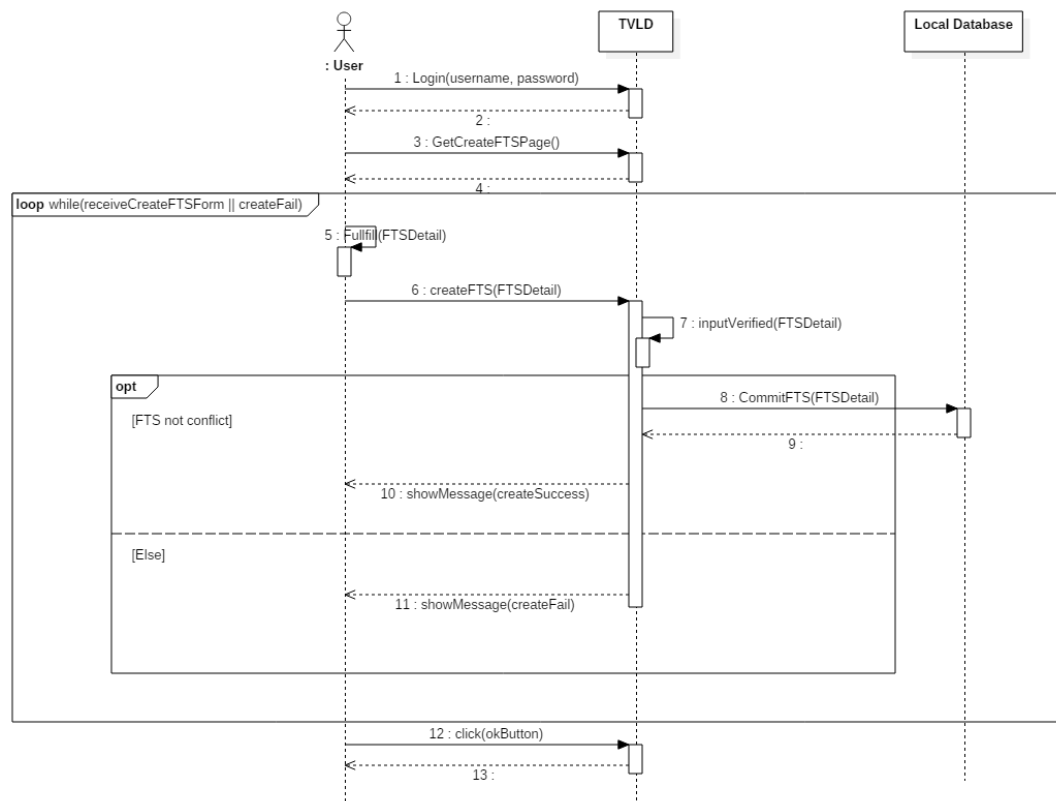 TVLD
Local Database
: User
1 : Login(username, password)
2 :
3 : GetCreateFTSPage()
4 :
loop while(receiveCreateFTSForm || createFail)
5 : Fullfill(FTSDetail)
6 : createFTS(FTSDetail)
7 : inputVerified(FTSDetail)
opt
8 : CommitFTS(FTSDetail)
[FTS not conflict]
9 :
10 : showMessage(createSuccess)
[Else]
11 : showMessage(createFail)
12 : click(okButton)
13 :